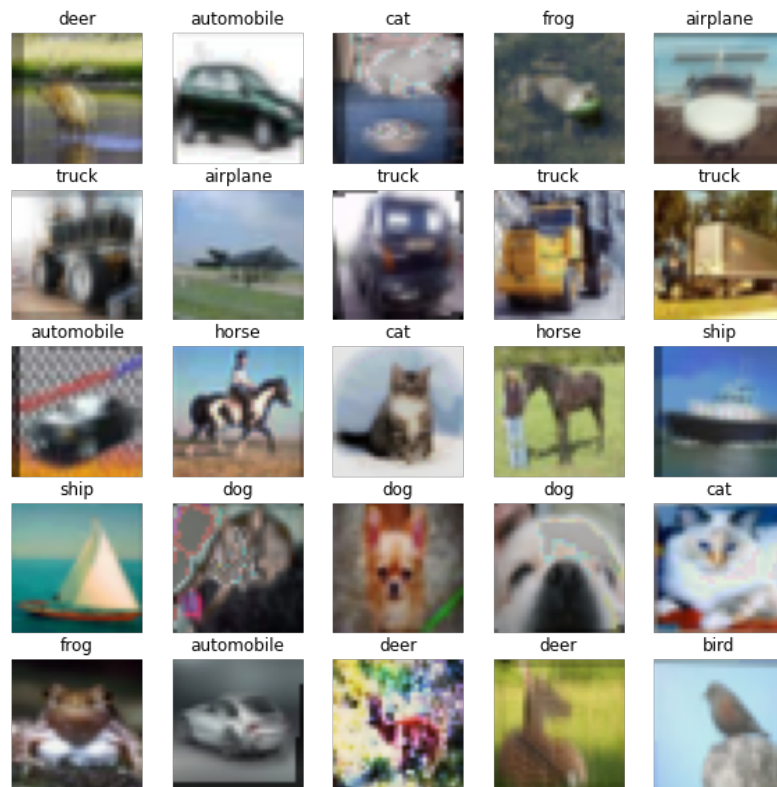 deer automobile cat frog airplane
truck airplane truck truck truck
automobile horse cat horse ship
ship dog dog dog cat
frog automobile deer deer bird